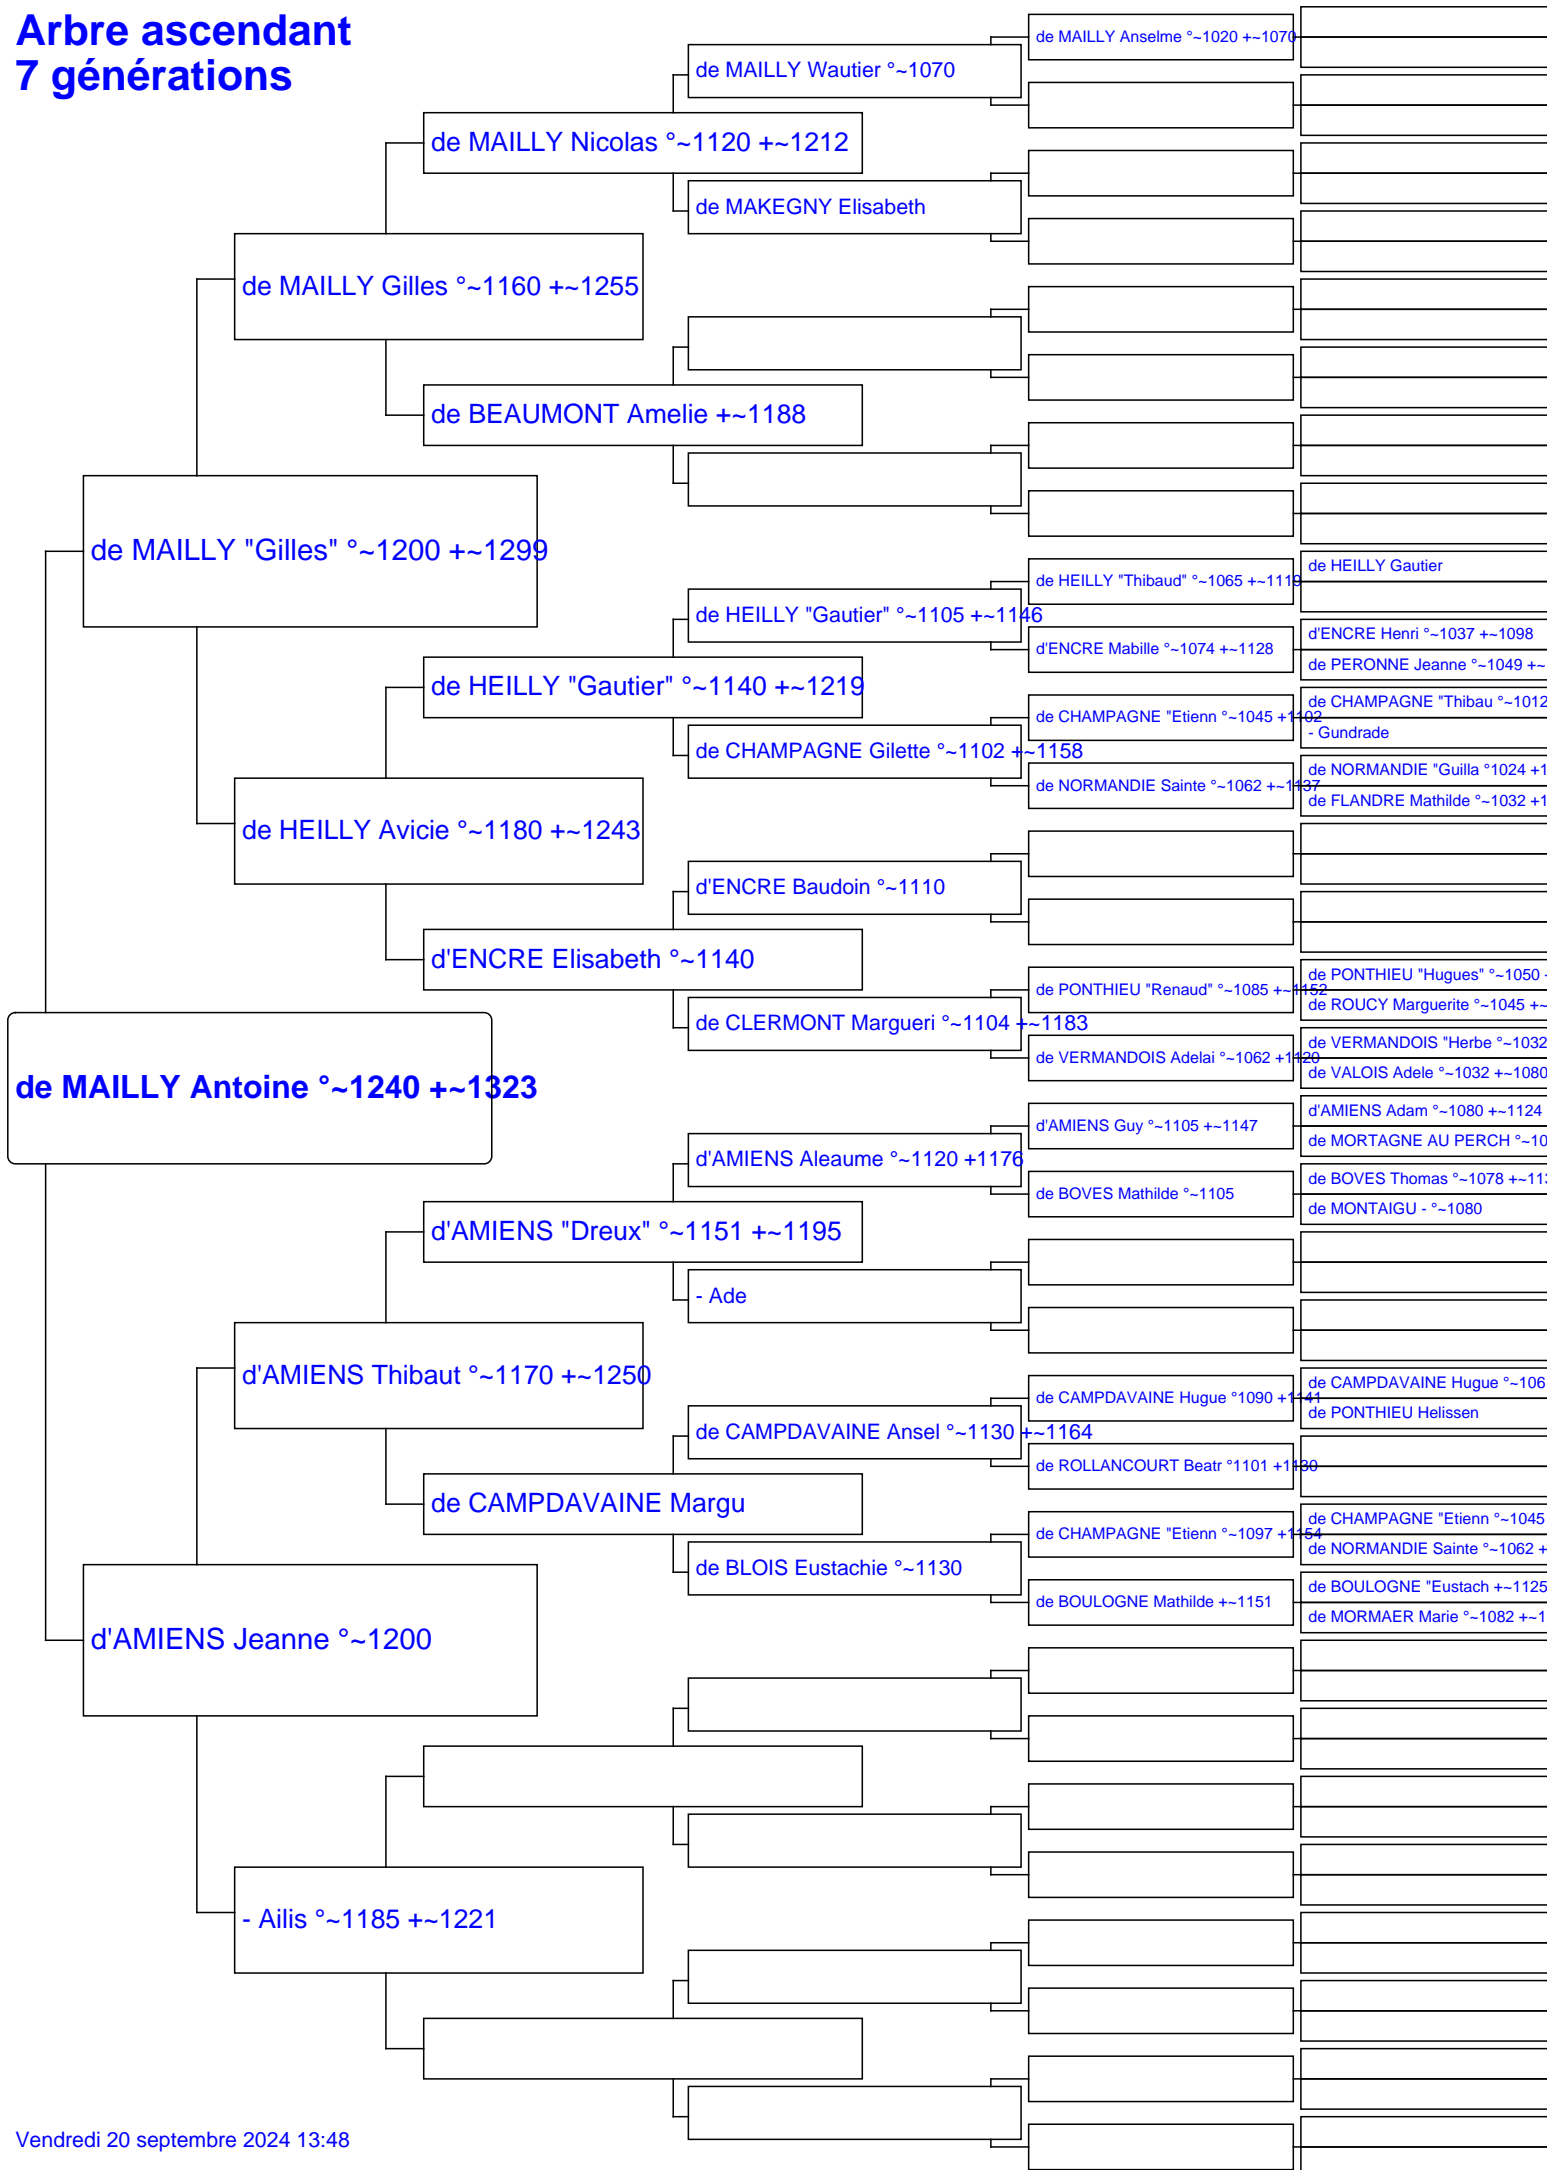 Arbre ascendant
7 générations
de MAILLY Antoine °~1240 +~1323
de MAILLY "Gilles" °~1200 +~1299
d'AMIENS Jeanne °~1200
de MAILLY Gilles °~1160 +~1255
de HEILLY Avicie °~1180 +~1243
d'AMIENS Thibaut °~1170 +~1250
- Ailis °~1185 +~1221
de MAILLY Nicolas °~1120 +~1212
de BEAUMONT Amelie +~1188
de HEILLY "Gautier" °~1140 +~1219
d'ENCRE Elisabeth °~1140
d'AMIENS "Dreux" °~1151 +~1195
de CAMPDAVAINE Margu
de MAILLY Wautier °~1070
de MAKEGNY Elisabeth
de HEILLY "Gautier" °~1105 +~1146
de CHAMPAGNE Gilette °~1102 +~1158
d'ENCRE Baudoin °~1110
de CLERMONT Margueri °~1104 +~1183
d'AMIENS Aleaume °~1120 +1176
- Ade
de CAMPDAVAINE Ansel °~1130 +~1164
de BLOIS Eustachie °~1130
de MAILLY Anselme °~1020 +~1070
de HEILLY "Thibaud" °~1065 +~1119
d'ENCRE Mabille °~1074 +~1128
de CHAMPAGNE "Etienn °~1045 +1102
de NORMANDIE Sainte °~1062 +~1137
de PONTHIEU "Renaud" °~1085 +~1152
de VERMANDOIS Adelai °~1062 +1120
d'AMIENS Guy °~1105 +~1147
de BOVES Mathilde °~1105
de CAMPDAVAINE Hugue °1090 +1141
de ROLLANCOURT Beatr °1101 +1130
de CHAMPAGNE "Etienn °~1097 +1154
de BOULOGNE Mathilde +~1151
de HEILLY Gautier
d'ENCRE Henri °~1037 +~1098
de PERONNE Jeanne °~1049 +~
de CHAMPAGNE "Thibau °~1012
- Gundrade
de NORMANDIE "Guilla °1024 +1
de FLANDRE Mathilde °~1032 +1
de PONTHIEU "Hugues" °~1050
de ROUCY Marguerite °~1045 +~
de VERMANDOIS "Herbe °~1032
de VALOIS Adele °~1032 +~1080
d'AMIENS Adam °~1080 +~1124
de MORTAGNE AU PERCH °~10
de BOVES Thomas °~1078 +~113
de MONTAIGU - °~1080
de CAMPDAVAINE Hugue °~106
de PONTHIEU Helissen
de CHAMPAGNE "Etienn °~1045
de NORMANDIE Sainte °~1062 +
de BOULOGNE "Eustach +~1125
de MORMAER Marie °~1082 +~1
Vendredi 20 septembre 2024 13:48